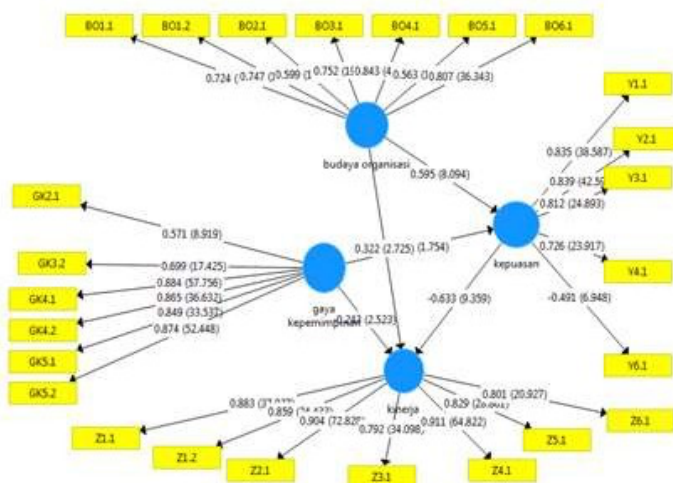 BO1.1 BO1.2 BO2.1 BO3.1 BO4.1 BO5.1 BO6.1
0.724 0.747 0.599 0.752 0.843 0.563 0.807 (36.343)
Y1.1
0.835 (38.587)
Y2.1
budaya organisasi
0.595 (8.094)
0.839
Y3.1
0.812 (24.893)
GK2.1
0.571 (8.919)
0.322 (2.725) (1.754)
kepuasan
0.726 (23.917)
Y4.1
GK3.2
0.699 (17.425)
GK4.1
0.884 (57.756)
GK4.2
0.865 (36.632)
GK5.1
0.849 (33.537)
GK5.2
0.874 (52.448)
gaya
kepemimpinan
(2.523)
-0.633 (9.359)
-0.491 (6.948)
Y6.1
kinerja
0.883
0.859
0.904
0.792 (34.098)
0.911 (64.822)
0.829
0.801 (20.927)
Z1.1 Z1.2 Z2.1 Z3.1 Z4.1 Z5.1 Z6.1